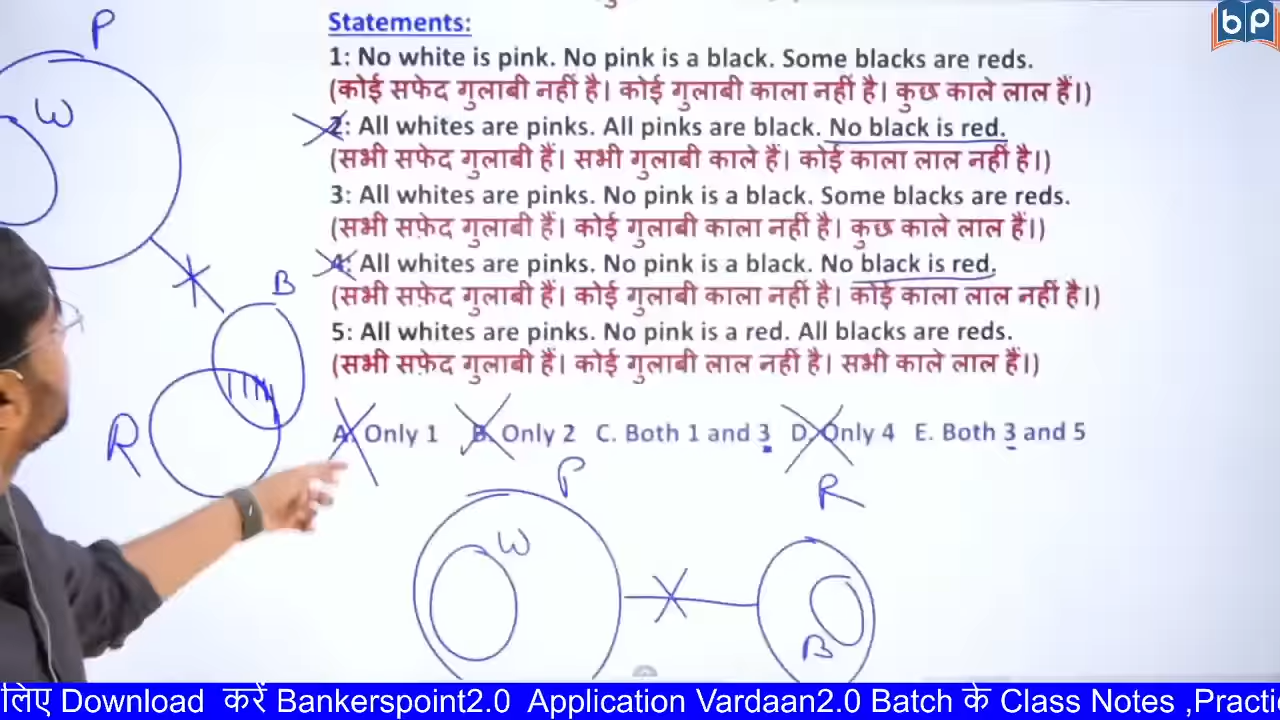 bp
P
Statements:
1: No white is pink. No pink is a black. Some blacks are reds.
(कोई सफेद गुलाबी नहीं है। कोई गुलाबी काला नहीं है। कुछ काले लाल हैं।)
W
2: All whites are pinks. All pinks are black. No black is red.
(सभी सफेद गुलाबी हैं। सभी गुलाबी काले हैं। कोई काला लाल नहीं है।)
3: All whites are pinks. No pink is a black. Some blacks are reds.
(सभी सफ़ेद गुलाबी हैं। कोई गुलाबी काला नहीं है। कुछ काले लाल हैं।)
4: All whites are pinks. No pink is a black. No black is red.
B
(सभी सफ़ेद गुलाबी हैं। कोई गुलाबी काला नहीं है। कोई काला लाल नहीं है।)
5: All whites are pinks. No pink is a red. All blacks are reds.
(सभी सफ़ेद गुलाबी हैं। कोई गुलाबी लाल नहीं है। सभी काले लाल हैं।)
R
A. Only 1 B. Only 2 C. Both 1 and 3 D. Only 4 E. Both 3 and 5
P
R
W
B
लिए Download करें Bankerspoint2.0 Application Vardaan2.0 Batch के Class Notes ,Practi